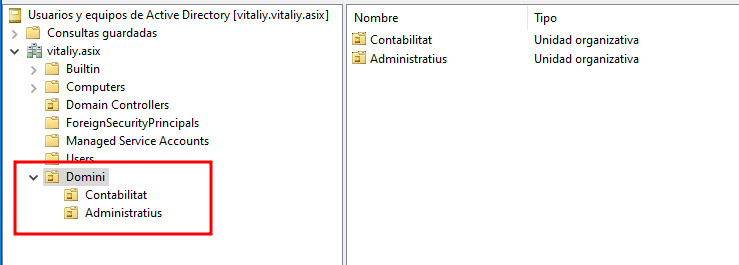 Usuarios y equipos de Active Directory [vitaliy.vitaliy.asix]
Consultas guardadas
vitaliy.asix
Builtin
Computers
Domain Controllers
ForeignSecurityPrincipals
Managed Service Accounts
Users
Domini
Contabilitat
Administratius
Nombre Tipo
Contabilitat Unidad organizativa
Administratius Unidad organizativa